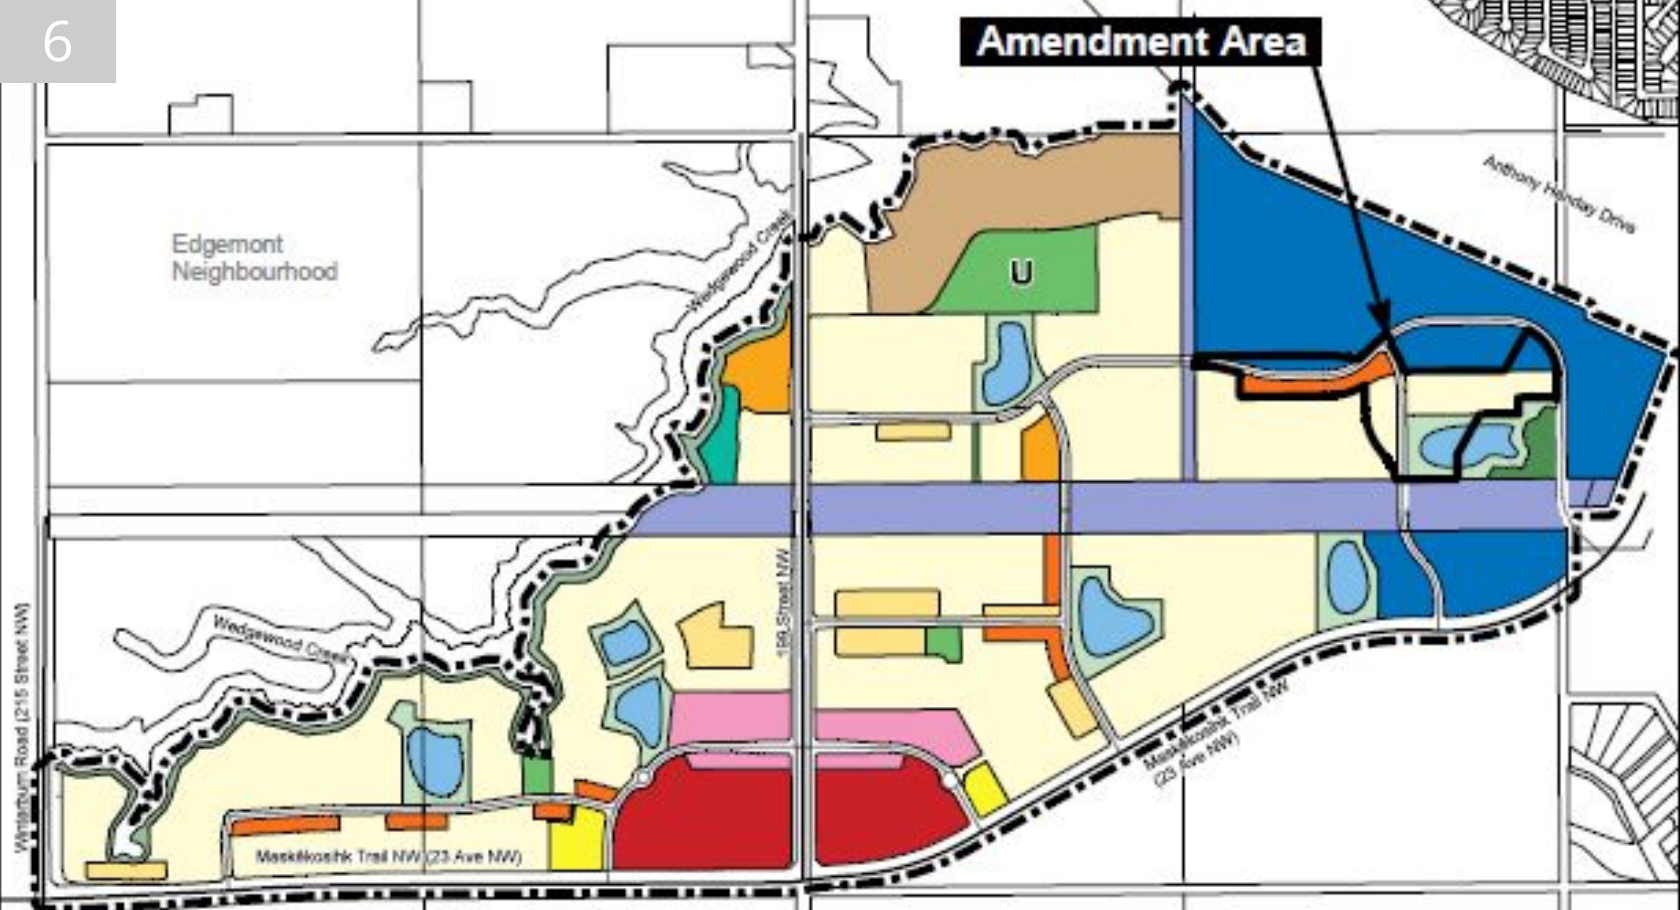 6
Amendment Area
Anthony Henday Drive
Edgemont
Neighbourhood
Wedgewood Creek
U
199 Street NW
Wedgewood Creek
Winterburn Road (215 Street NW)
Maskêkosihk Trail NW
(23 Ave NW)
Maskêkosihk Trail NW (23 Ave NW)